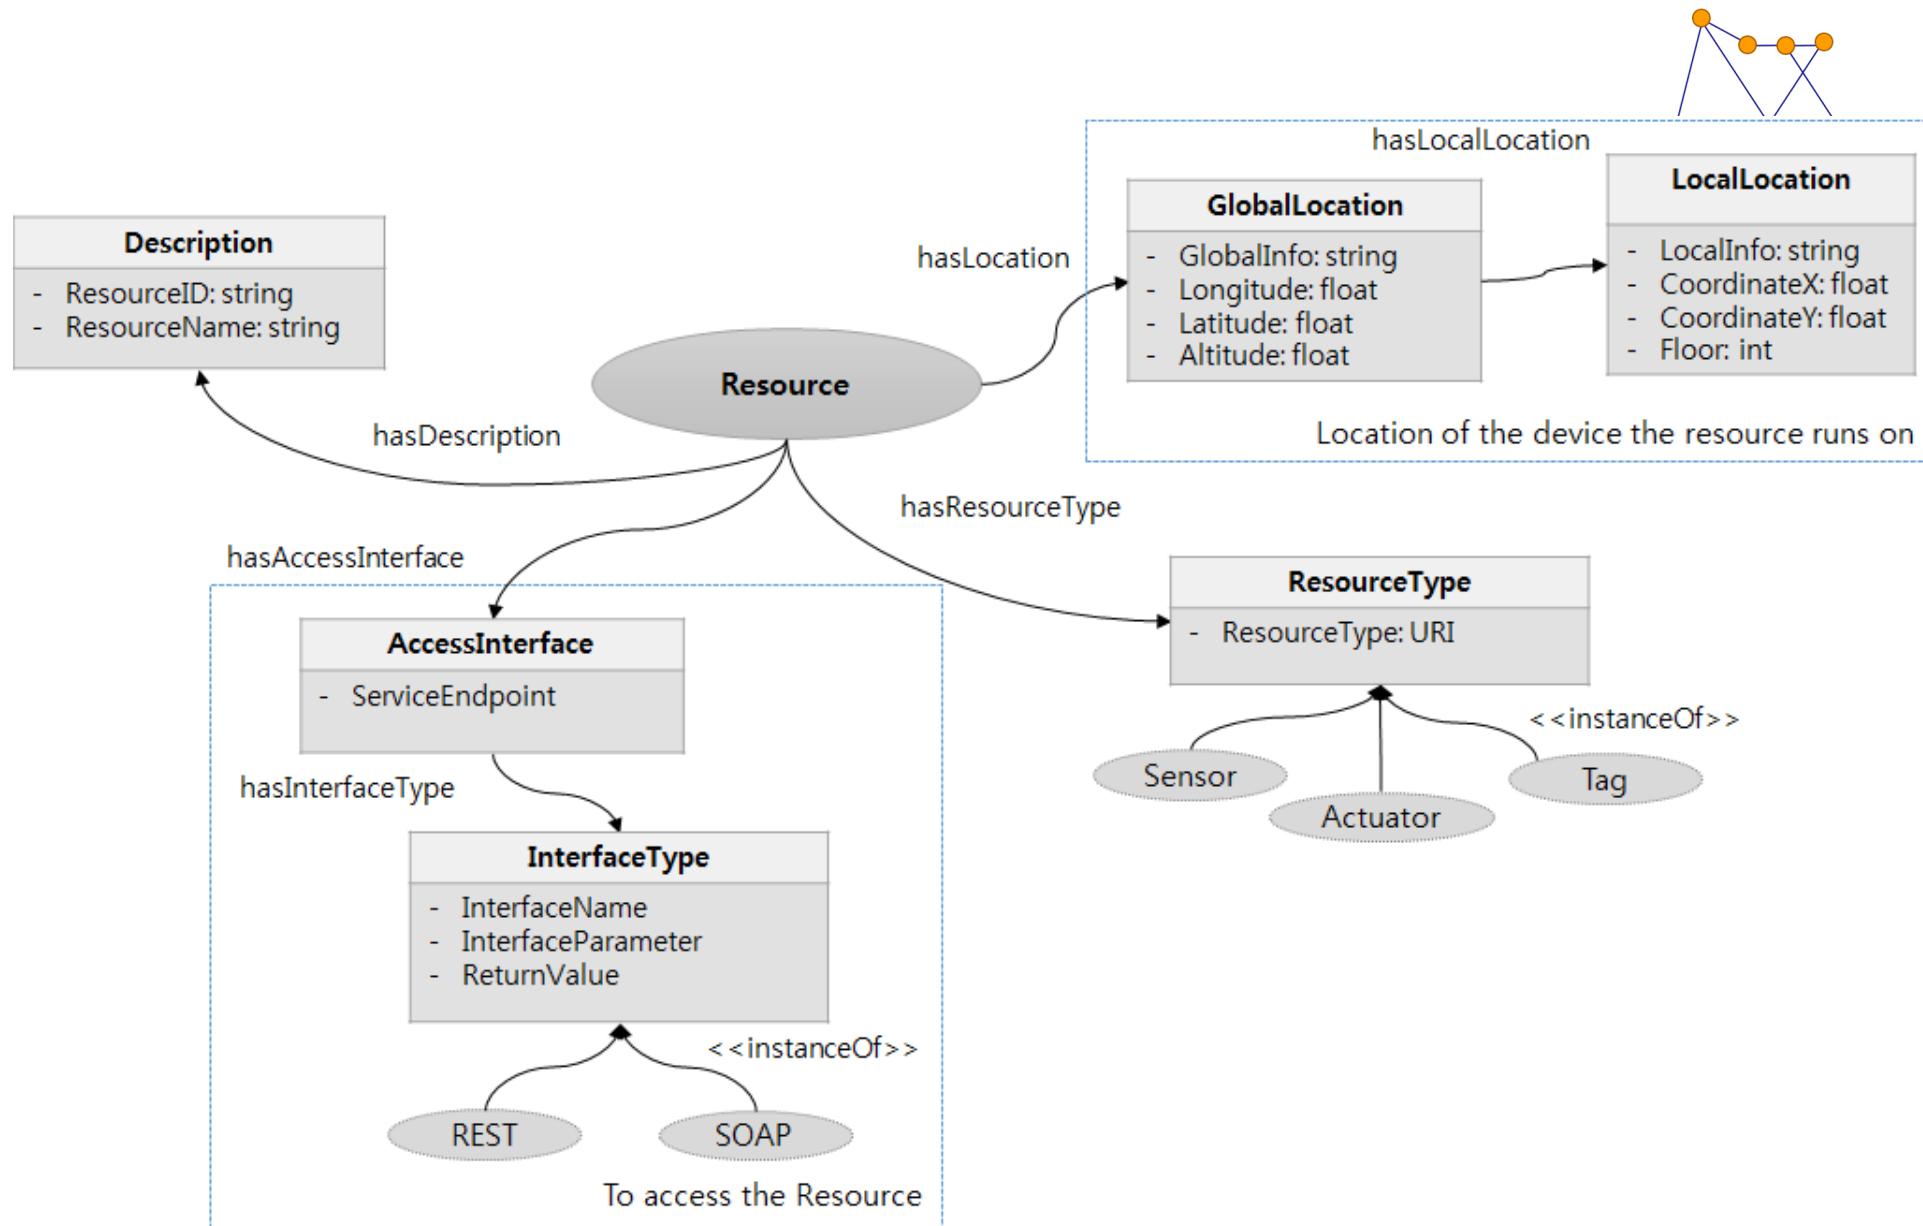 hasLocalLocation
LocalLocation
- LocalInfo: string
- CoordinateX: float
- CoordinateY: float
- Floor: int
GlobalLocation
- GlobalInfo: string
- Longitude: float
- Latitude: float
- Altitude: float
hasLocation
Location of the device the resource runs on
Description
- ResourceID: string
- ResourceName: string
Resource
hasDescription
hasResourceType
hasAccessInterface
AccessInterface
- ServiceEndpoint
hasInterfaceType
InterfaceType
- InterfaceName
- InterfaceParameter
- ReturnValue
<<instanceOf>>
REST
SOAP
To access the Resource
ResourceType
- ResourceType: URI
<<instanceOf>>
Sensor
Actuator
Tag